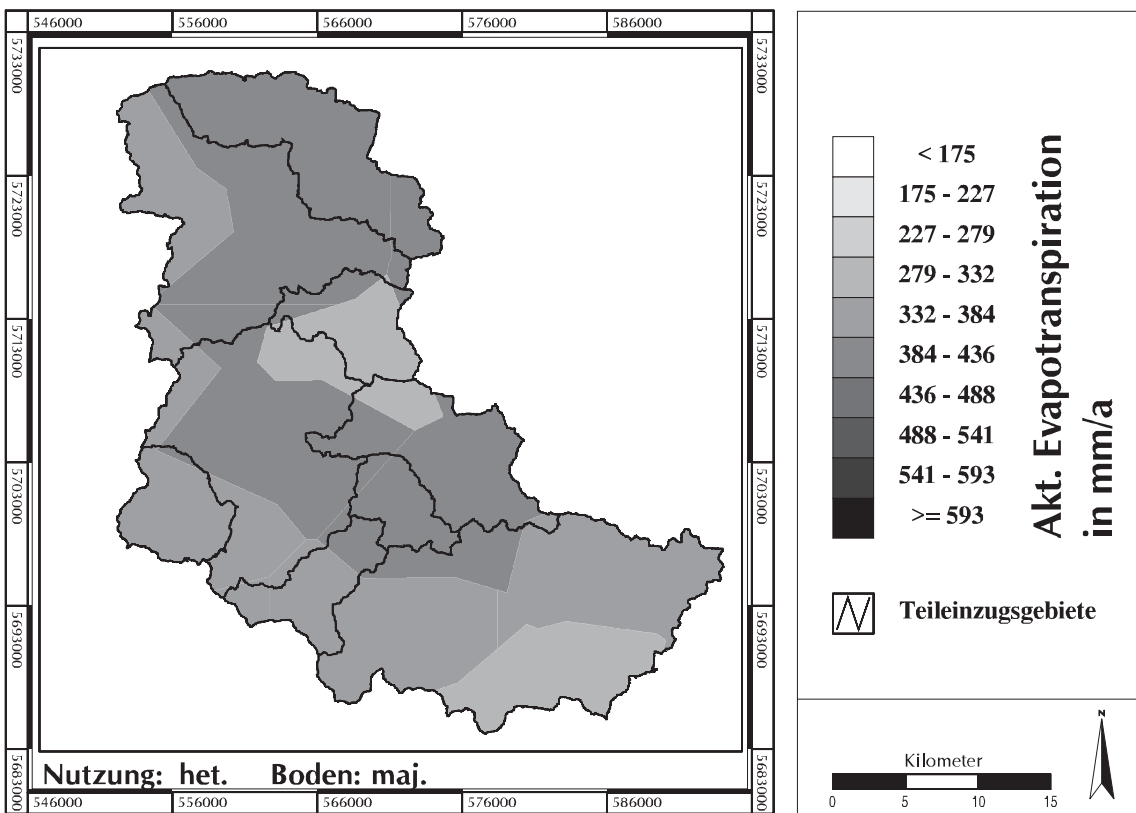 546000 556000 566000 576000 586000
5733000 5733000
5723000 5723000
5713000 5713000
5703000 5703000
5693000 5693000
5683000 5683000
Nutzung: het. Boden: maj.
546000 556000 566000 576000 586000
< 175
175 - 227
227 - 279
279 - 332
332 - 384
384 - 436
436 - 488
488 - 541
541 - 593
>= 593
Akt. Evapotranspiration
in mm/a
Teileinzugsgebiete
Kilometer
0 5 10 15
N